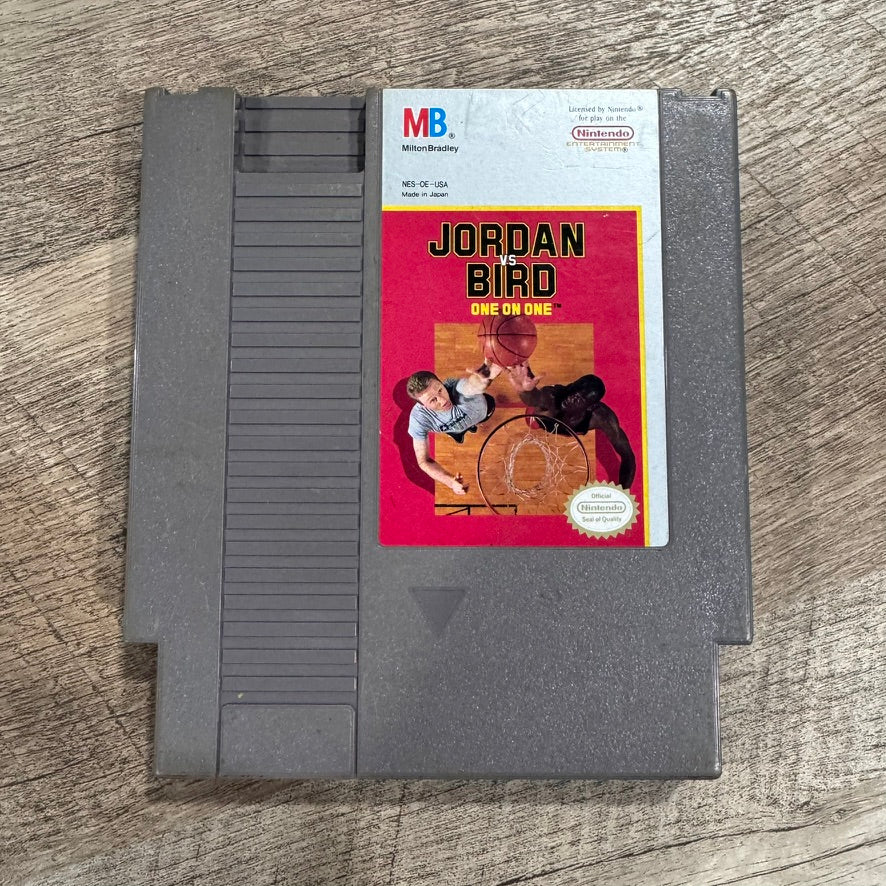 MB®
Milton Bradley
Licensed by Nintendo®
for play on the
Nintendo
ENTERTAINMENT
SYSTEM®
NES-OE-USA
Made in Japan
JORDAN
VS
BIRD
ONE ON ONE™
Official
Nintendo
Seal of Quality